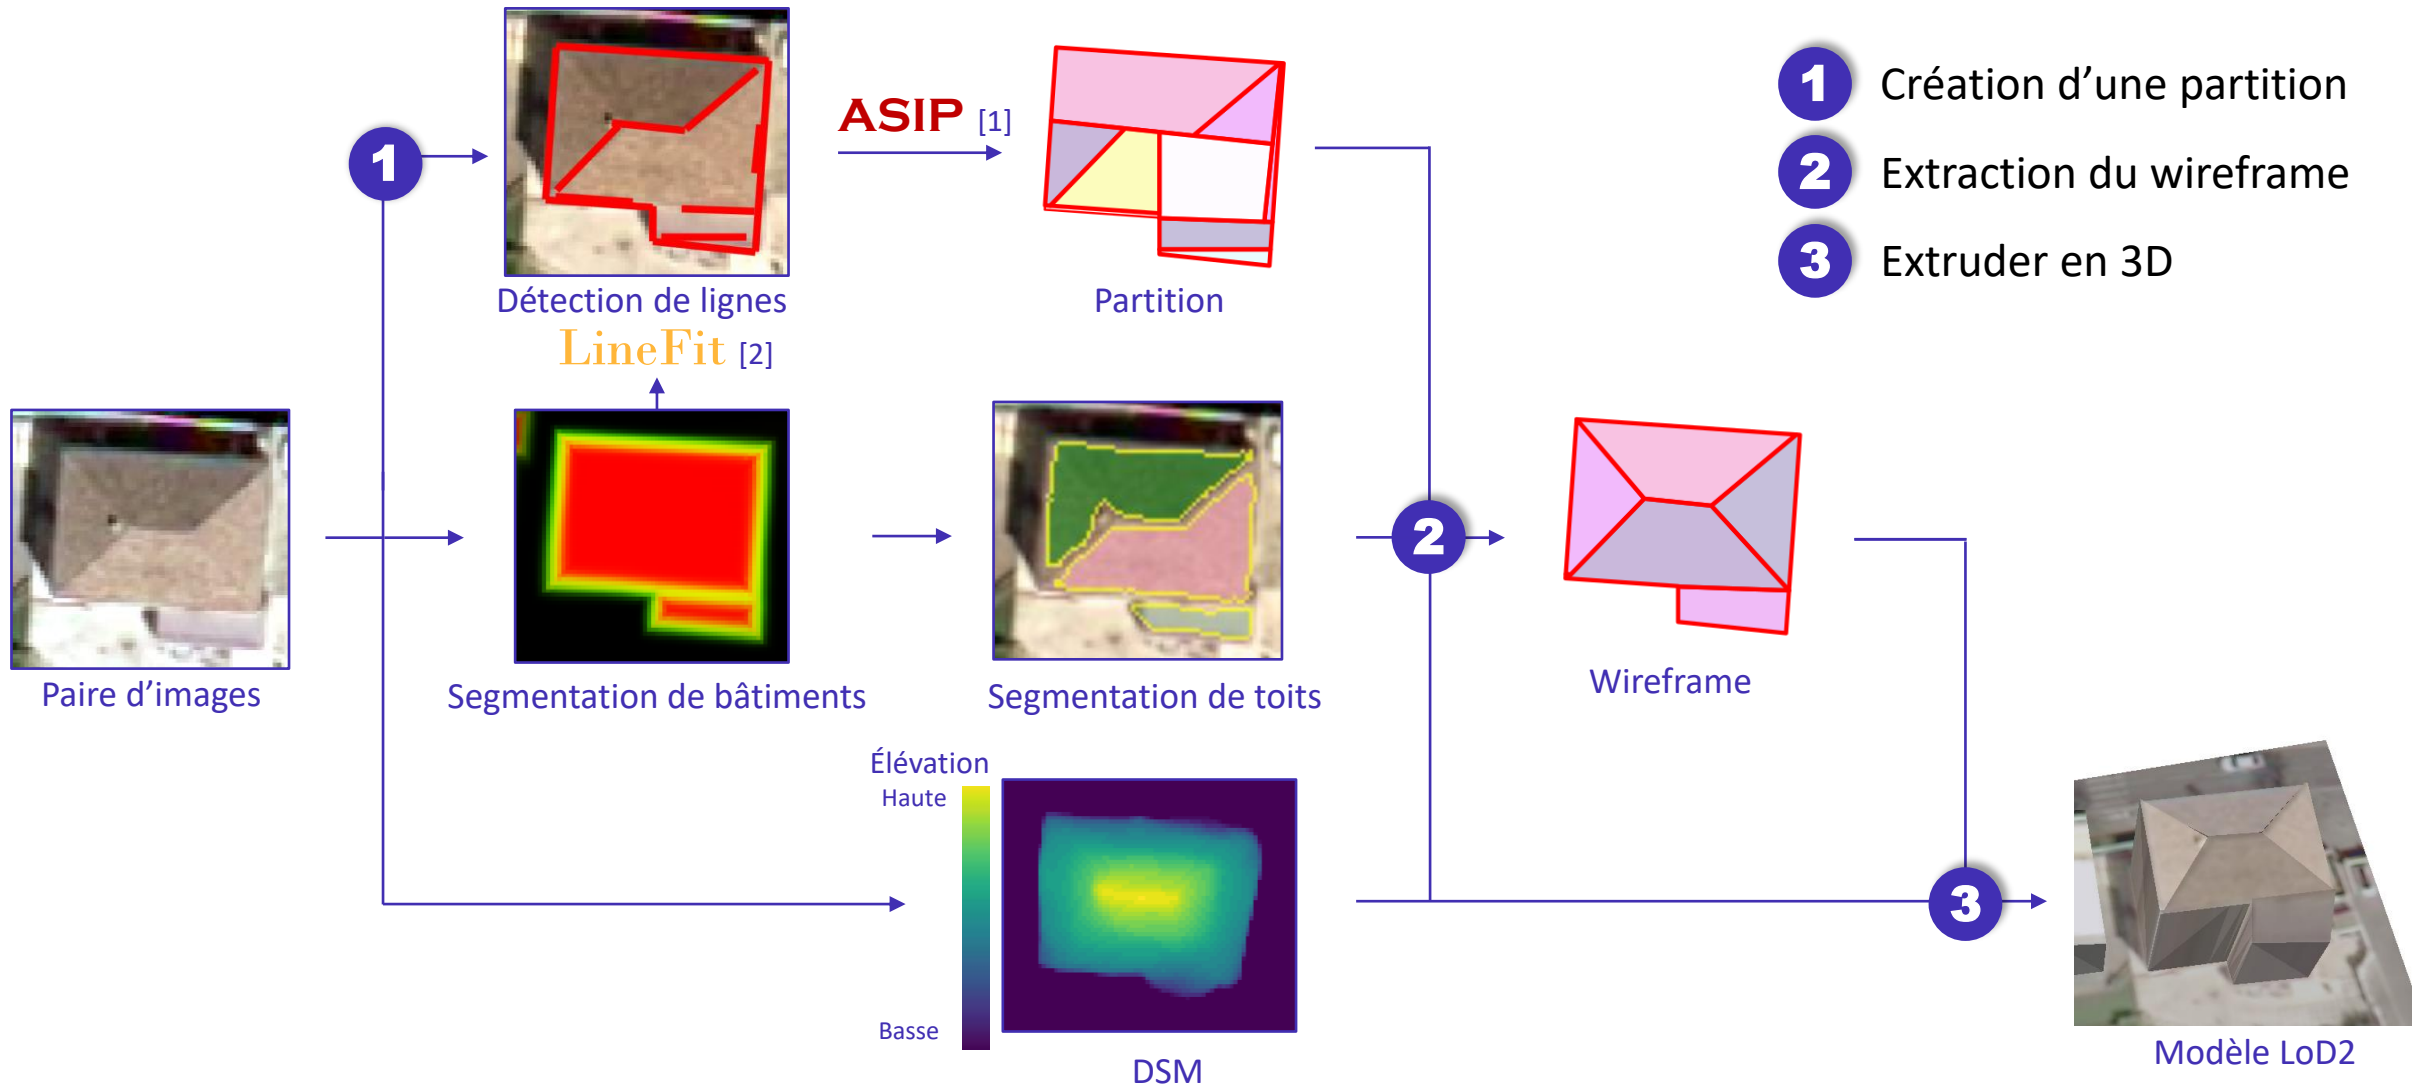 1
ASIP [1]
1 Création d’une partition
2 Extraction du wireframe
3 Extruder en 3D
Détection de lignes
Partition
LineFit [2]
2
Paire d’images
Segmentation de bâtiments
Segmentation de toits
Wireframe
Élévation
Haute
3
Basse
DSM
Modèle LoD2